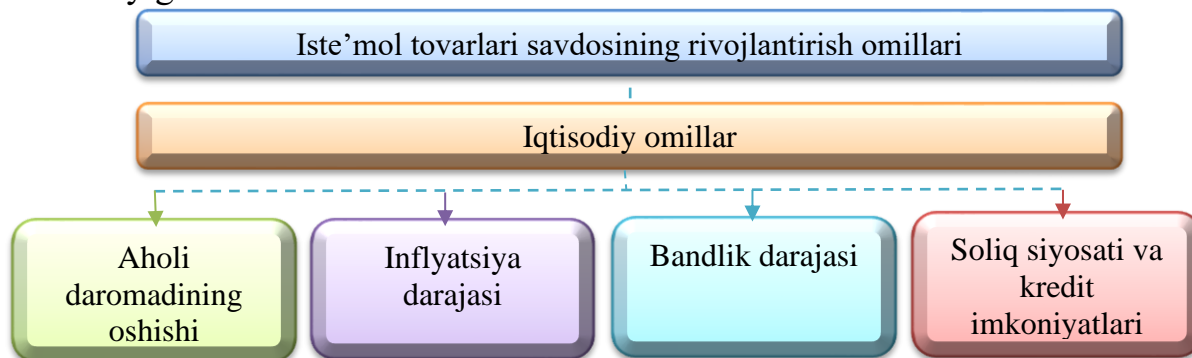 Iste’mol tovarlari savdosining rivojlantirish omillari
Iqtisodiy omillar
Aholi
daromadining
oshishi
Inflyatsiya
darajasi
Bandlik darajasi
Soliq siyosati va
kredit
imkoniyatlari